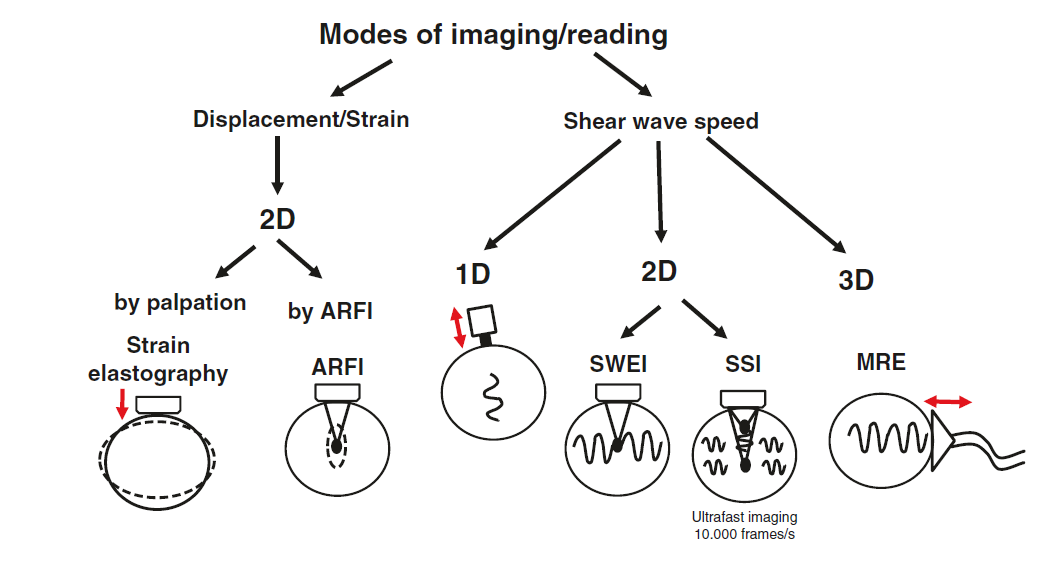 Modes of imaging/reading
Displacement/Strain
Shear wave speed
2D
1D
2D
3D
by palpation
by ARFI
Strain
elastography
ARFI
SWEI
SSI
MRE
Ultrafast imaging
10.000 frames/s